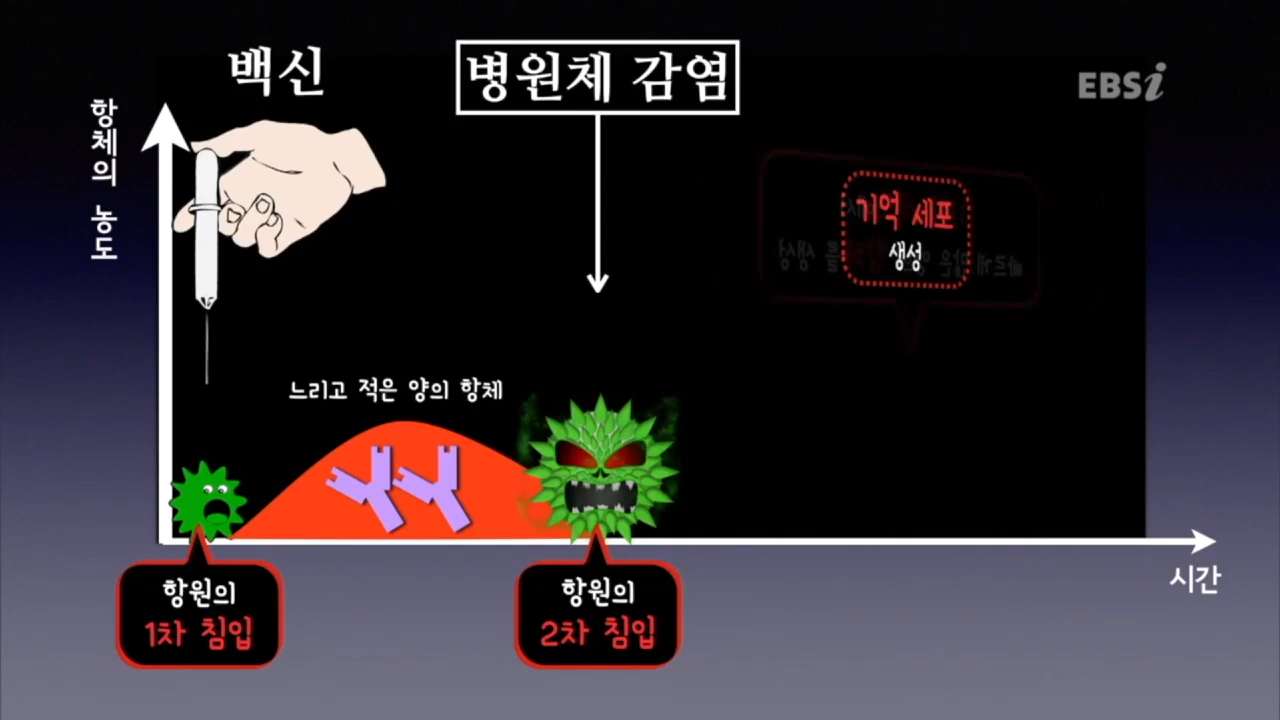 백신
병원체 감염
EBSi
항체의 농도
기억 세포
생성
느리고 적은 양의 항체
항원의
1차 침입
항원의
2차 침입
시간